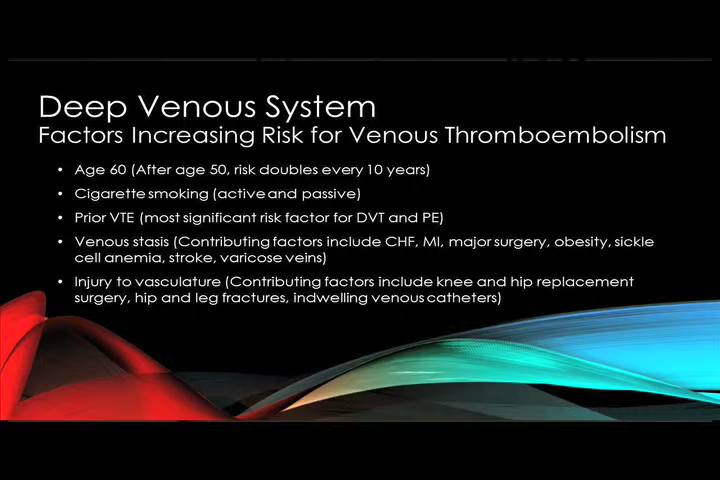 Deep Venous System
Factors Increasing Risk for Venous Thromboembolism
• Age 60 (After age 50, risk doubles every 10 years)
• Cigarette smoking (active and passive)
• Prior VTE (most significant risk factor for DVT and PE)
• Venous stasis (Contributing factors include CHF, MI, major surgery, obesity, sickle
cell anemia, stroke, varicose veins)
• Injury to vasculature (Contributing factors include knee and hip replacement
surgery, hip and leg fractures, indwelling venous catheters)